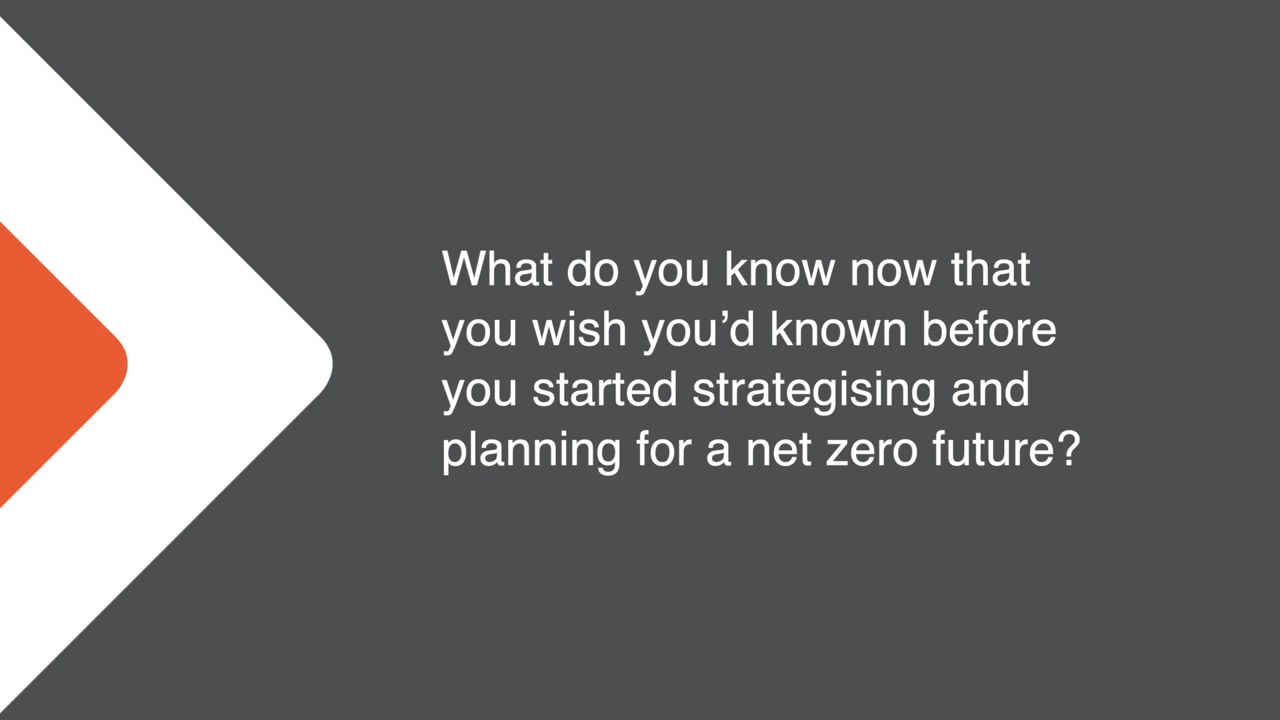 What do you know now that
you wish you’d known before
you started strategising and
planning for a net zero future?